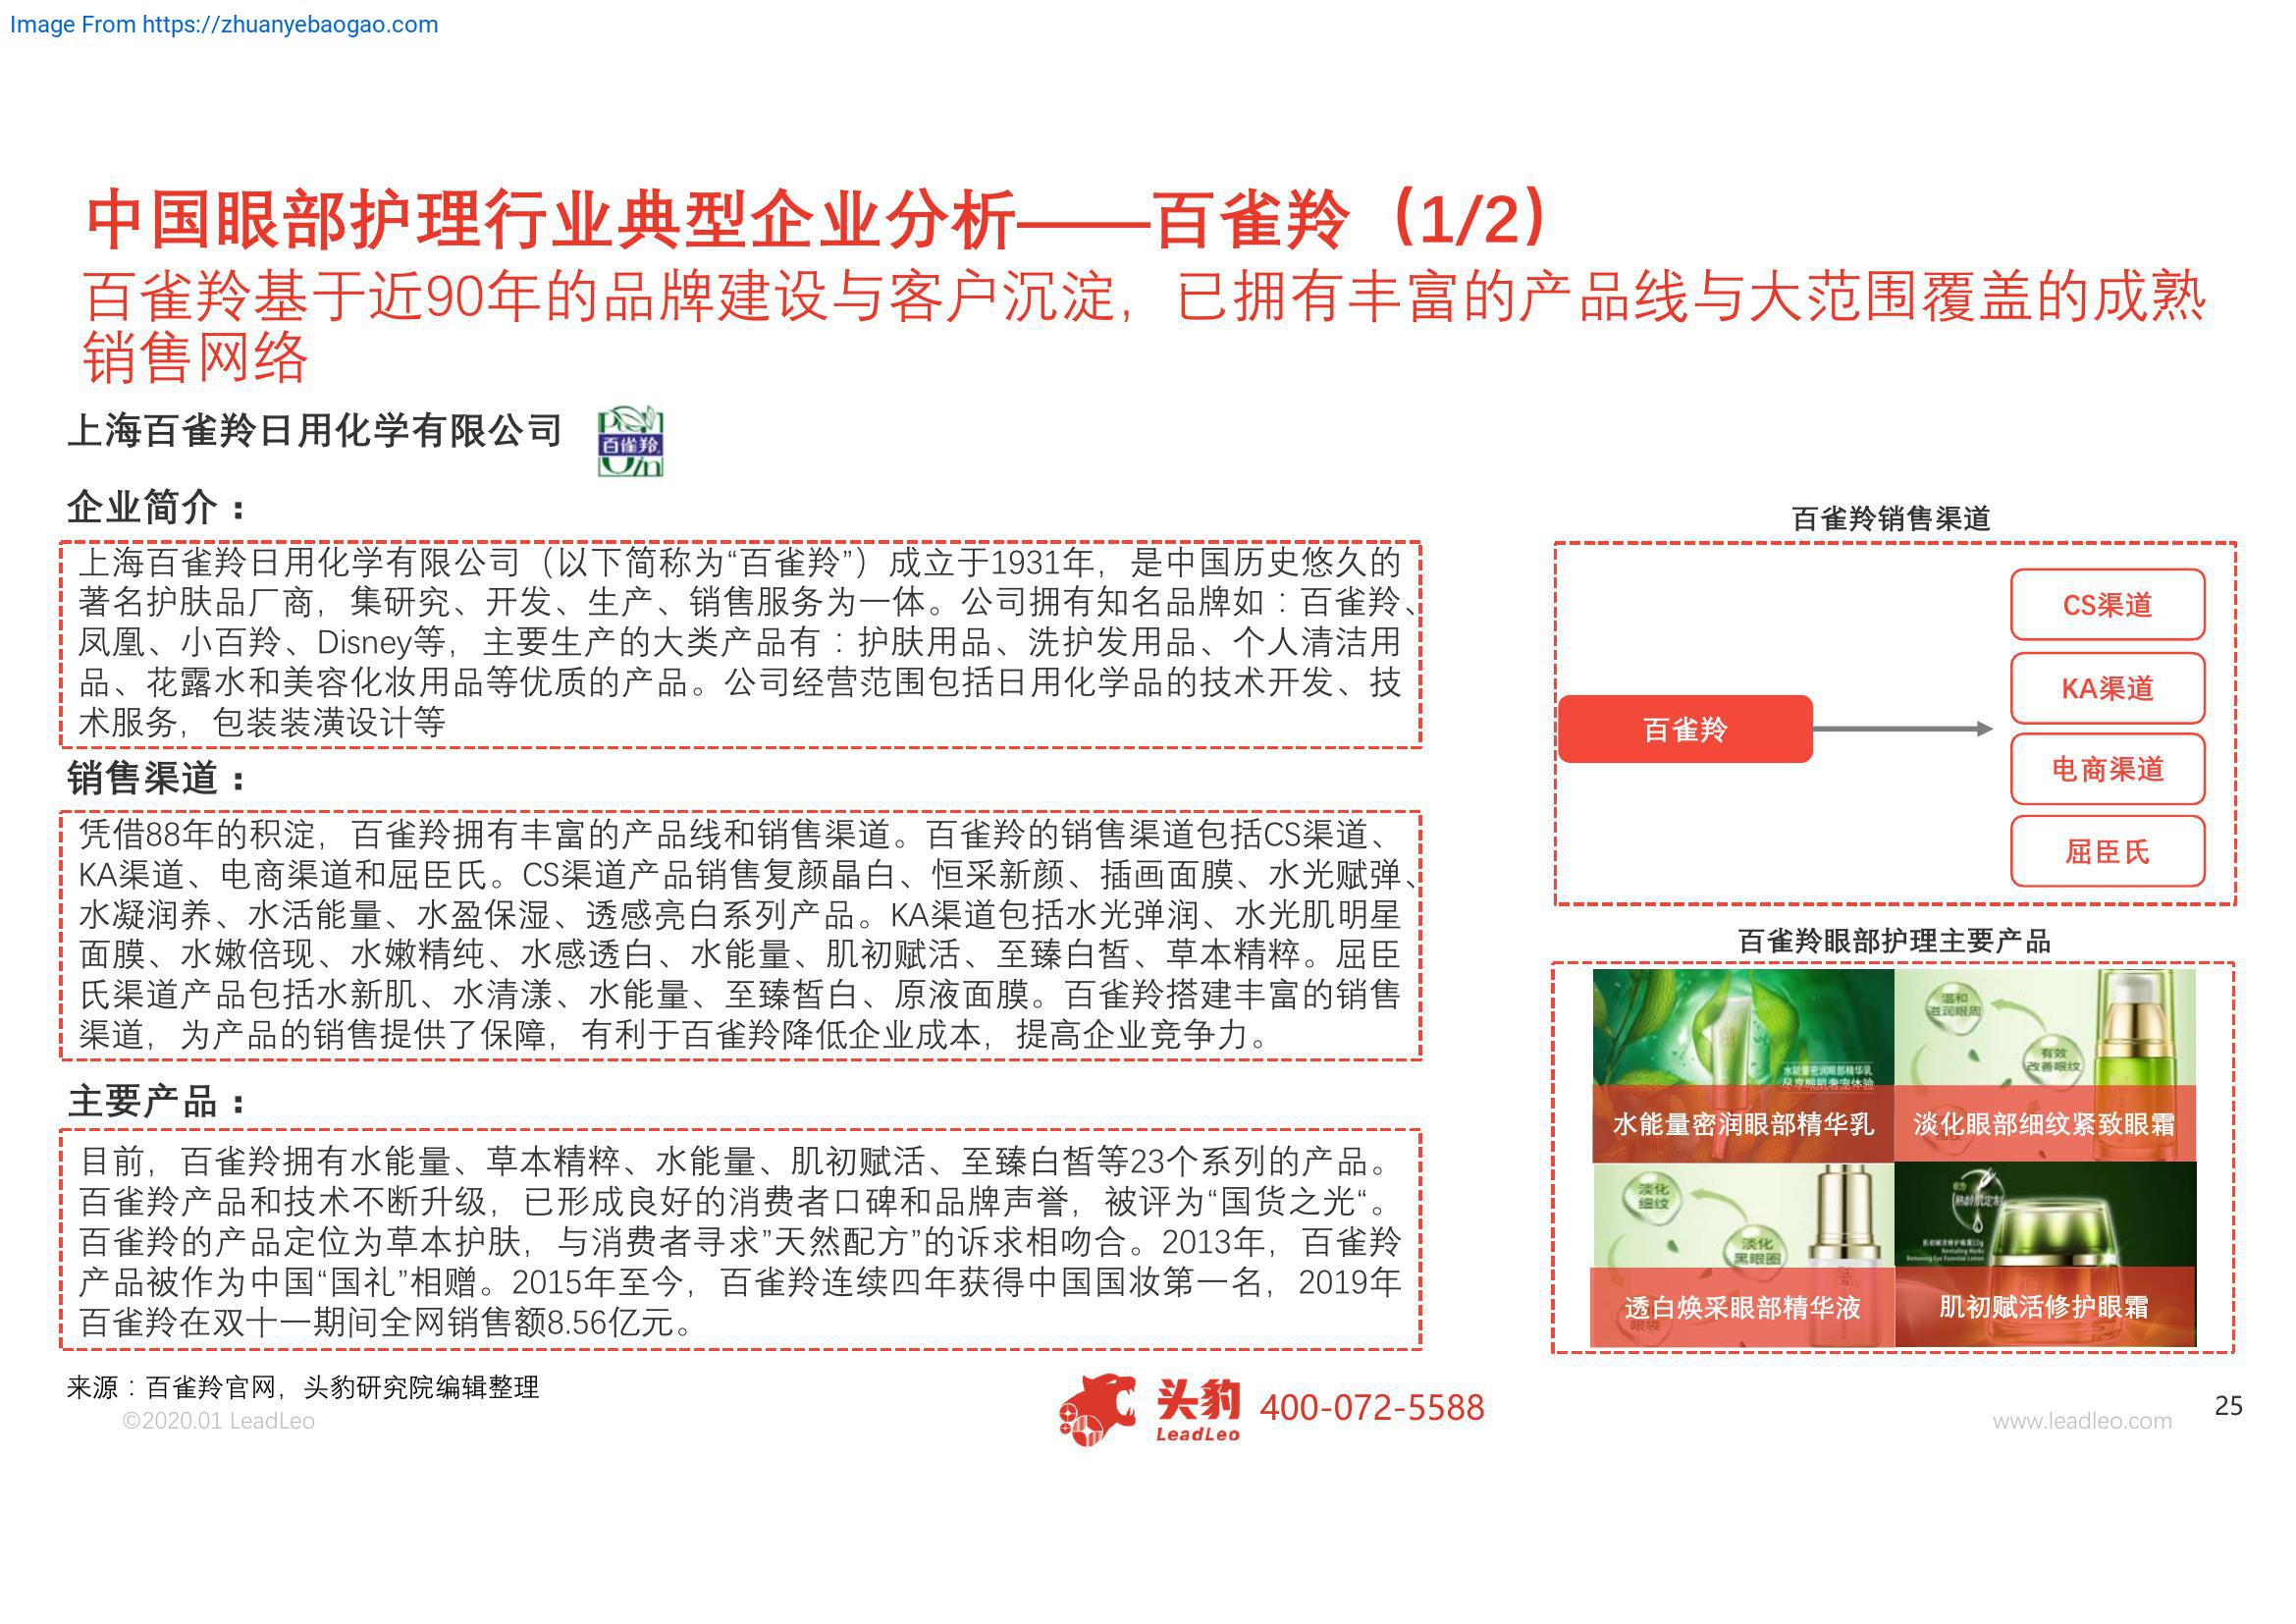 Image From https://zhuanyebaogao.com
中国眼部护理行业典型企业分析——百雀羚（1/2）
百雀羚基于近90年的品牌建设与客户沉淀，已拥有丰富的产品线与大范围覆盖的成熟
销售网络
上海百雀羚日用化学有限公司
百雀羚
企业简介：
上海百雀羚日用化学有限公司（以下简称为“百雀羚”）成立于1931年，是中国历史悠久的
著名护肤品厂商，集研究、开发、生产、销售服务为一体。公司拥有知名品牌如：百雀羚、
凤凰、小百羚、Disney等，主要生产的大类产品有：护肤用品、洗护发用品、个人清洁用
品、花露水和美容化妆用品等优质的产品。公司经营范围包括日用化学品的技术开发、技
术服务，包装装潢设计等
销售渠道：
凭借88年的积淀，百雀羚拥有丰富的产品线和销售渠道。百雀羚的销售渠道包括CS渠道、
KA渠道、电商渠道和屈臣氏。CS渠道产品销售复颜晶白、恒采新颜、插画面膜、水光赋弹、
水凝润养、水活能量、水盈保湿、透感亮白系列产品。KA渠道包括水光弹润、水光肌明星
面膜、水嫩倍现、水嫩精纯、水感透白、水能量、肌初赋活、至臻白皙、草本精粹。屈臣
氏渠道产品包括水新肌、水清漾、水能量、至臻皙白、原液面膜。百雀羚搭建丰富的销售
渠道，为产品的销售提供了保障，有利于百雀羚降低企业成本，提高企业竞争力。
主要产品：
目前，百雀羚拥有水能量、草本精粹、水能量、肌初赋活、至臻白皙等23个系列的产品。
百雀羚产品和技术不断升级，已形成良好的消费者口碑和品牌声誉，被评为“国货之光“。
百雀羚的产品定位为草本护肤，与消费者寻求”天然配方”的诉求相吻合。2013年，百雀羚
产品被作为中国“国礼”相赠。2015年至今，百雀羚连续四年获得中国国妆第一名，2019年
百雀羚在双十一期间全网销售额8.56亿元。
百雀羚销售渠道
百雀羚
CS渠道
KA渠道
电商渠道
屈臣氏
百雀羚眼部护理主要产品
水能量密润眼部精华乳
温和
滋润眼周
有效
改善眼纹
水能量密润眼部精华乳
淡化眼部细纹紧致眼霜
淡化
细纹
淡化
黑眼圈
透白焕采眼部精华液
肌初赋活修护眼霜
来源：百雀羚官网，头豹研究院编辑整理
©2020.01 LeadLeo
头豹
LeadLeo
400-072-5588
www.leadleo.com
25